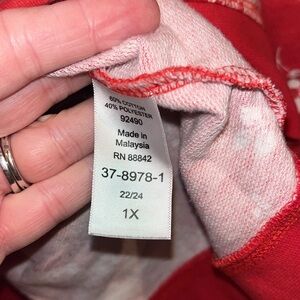 60% COTTON
40% POLYESTER
92490
Made in
Malaysia
RN 88842
37-8978-1
22/24
1X